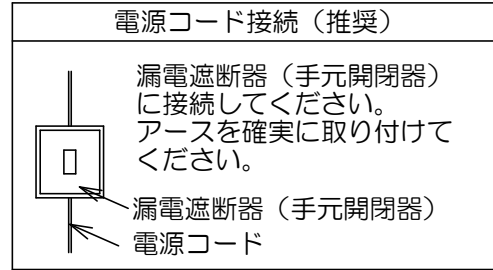 電源コード接続（推奨）
漏電遮断器（手元開閉器）
に接続してください。
アースを確実に取り付けて
ください。
漏電遮断器（手元開閉器）
電源コード